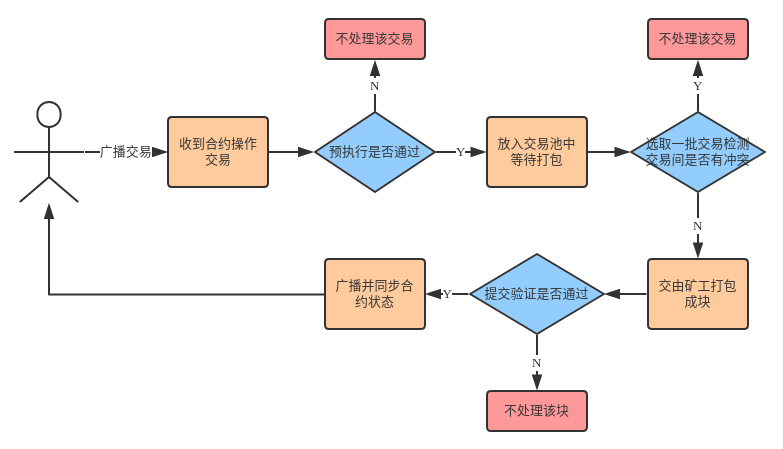 不处理该交易
不处理该交易
N
Y
广播交易
收到合约操作
交易
预执行是否通过
Y
放入交易池中
等待打包
选取一批交易检测
交易间是否有冲突
N
广播并同步合
约状态
Y
提交验证是否通过
交由矿工打包
成块
N
不处理该块